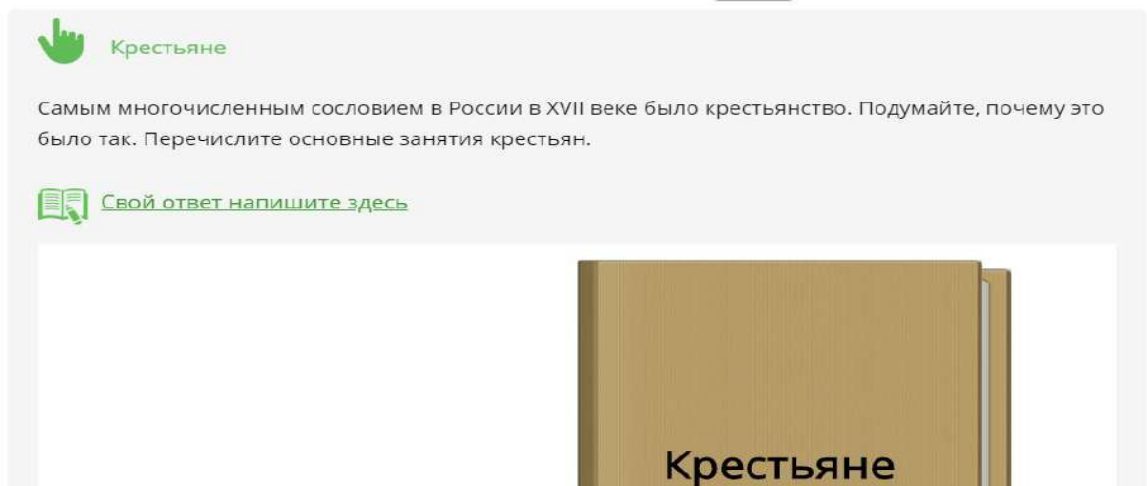 Крестьяне
Самым многочисленным сословием в России в XVII веке было крестьянство. Подумайте, почему это
было так. Перечислите основные занятия крестьян.
Свой ответ напишите здесь
Крестьяне